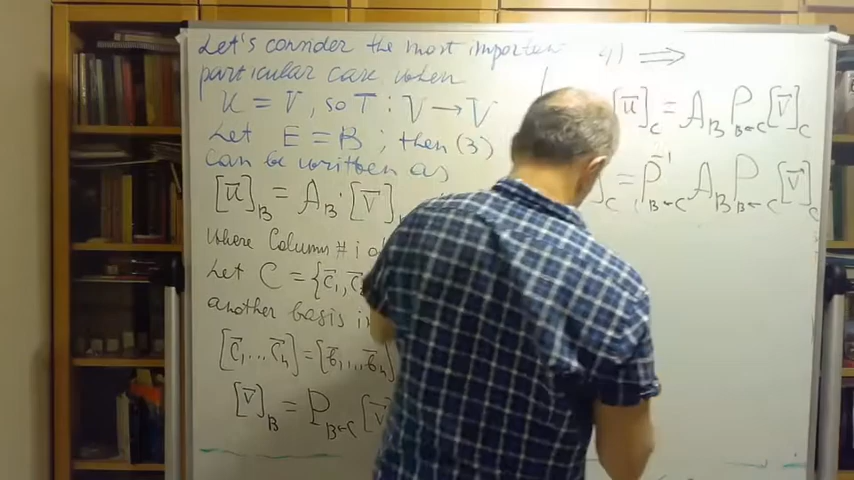 Let's consider the most important
particular case when
U = V, so T : V → V
Let E = B, then (3)
can be written as
[u⃗]_B = A_B · [v⃗]
where column # i of
Let C = {c⃗₁, c⃗
another basis i
[c⃗₁...c⃗ₙ] = [b⃗₁...b⃗ₙ]
[v⃗]_B = P_{B←C} [v⃗
4) ⟹
[u⃗]_C = A_B P_{B←C} [v⃗]_C
]_C = P⁻¹_{B←C} A_B P_{B←C} [v⃗]_C